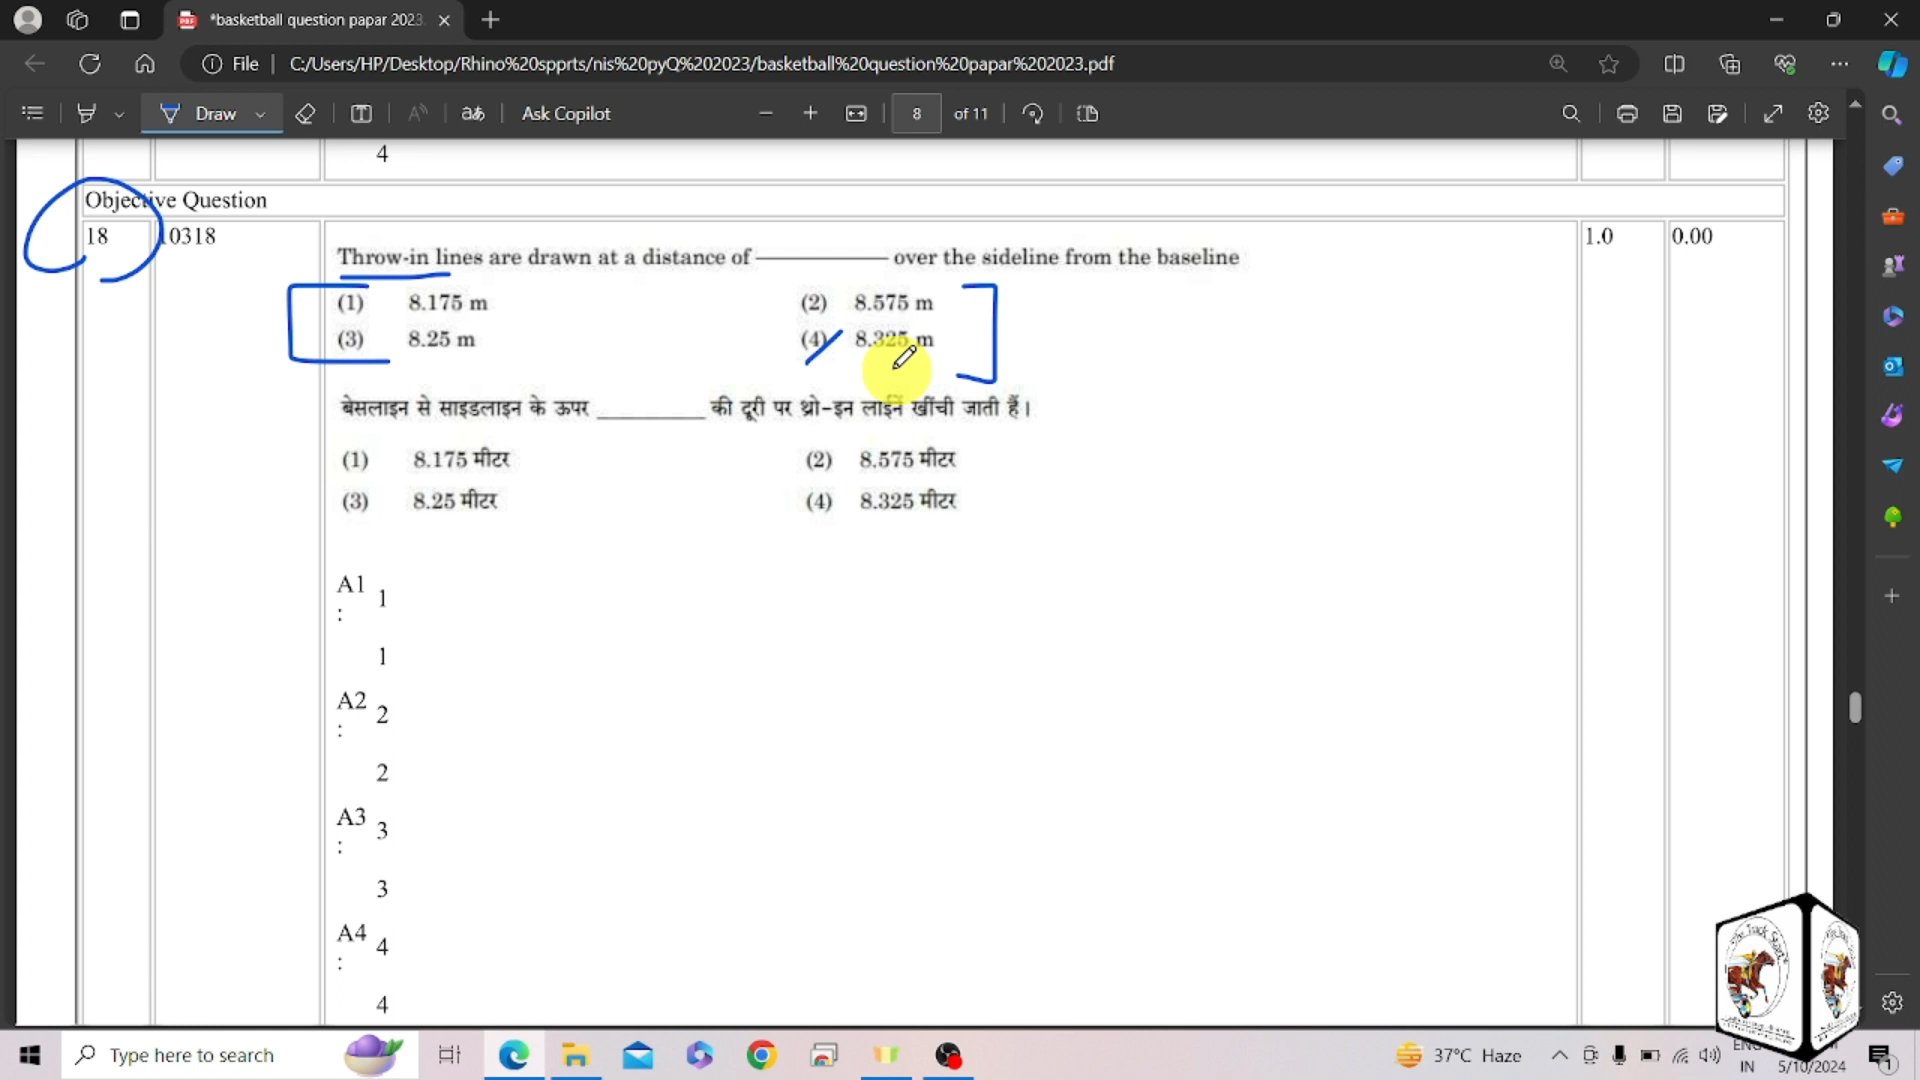 *basketball question papar 2023
File
C:/Users/HP/Desktop/Rhino%20spprts/nis%20pyQ%202023/basketball%20question%20papar%202023.pdf
Draw
Ask Copilot
8 of 11
4
Objective Question
18 10318
1.0 0.00
Throw-in lines are drawn at a distance of ________ over the sideline from the baseline
(1) 8.175 m (2) 8.575 m
(3) 8.25 m (4) 8.325 m
बेसलाइन से साइडलाइन के ऊपर ________ की दूरी पर थ्रो-इन लाईनें खींची जाती हैं।
(1) 8.175 मीटर (2) 8.575 मीटर
(3) 8.25 मीटर (4) 8.325 मीटर
A1 : 1
1
A2 : 2
2
A3 : 3
3
A4 : 4
4
Type here to search
37°C Haze
ENG
IN
5/10/2024
1